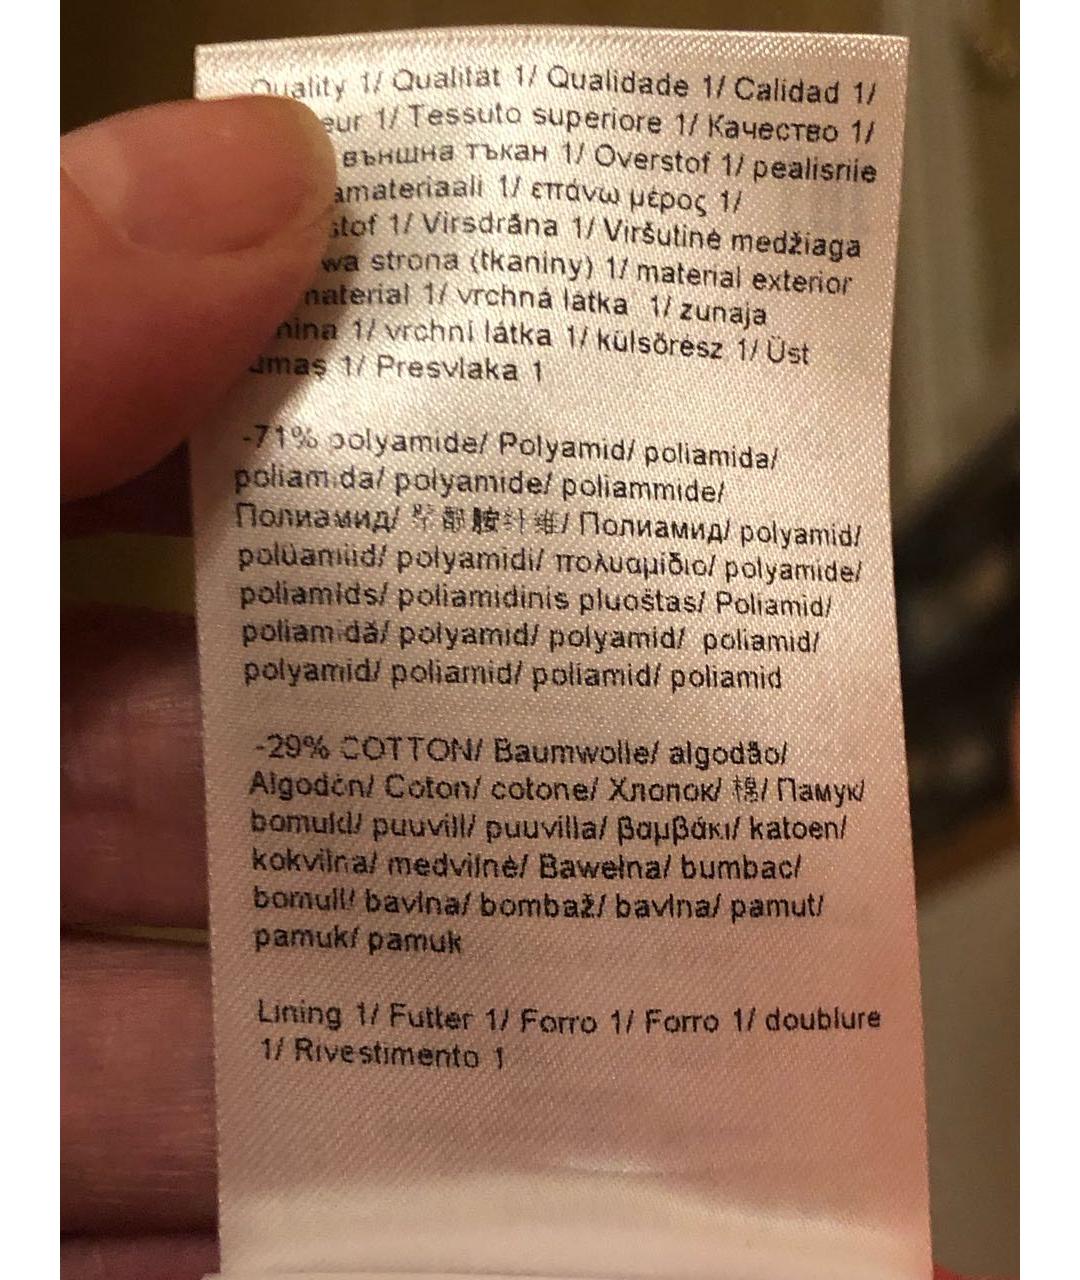 Quality 1/ Qualität 1/ Qualidade 1/ Calidad 1/
eur 1/ Tessuto superiore 1/ Качество 1/
външна тъкан 1/ Overstof 1/ pealisriie
amateriaali 1/ επάνω μέρος 1/
stof 1/ Virsdrāna 1/ Viršutinė medžiaga
wa strona (tkaniny) 1/ material exterior
material 1/ vrchná látka 1/ zunaja
nina 1/ vrchní látka 1/ külsőrész 1/ Üst
umaş 1/ Presvlaka 1
-71% polyamide/ Polyamid/ poliamida/
poliamida/ polyamide/ poliammide/
Полиамид/ 聚酰胺纤维/ Полиамид/ polyamid/
polüamiid/ polyamidi/ πολυαμίδιο/ polyamide/
poliamīds/ poliamidinis pluoštas/ Poliamid/
poliamidă/ polyamid/ polyamid/ poliamid/
polyamid/ poliamid/ poliamid/ poliamid
-29% COTTON/ Baumwolle/ algodão/
Algodón/ Coton/ cotone/ Хлопок/ 棉/ Памук/
bomuld/ puuvill/ puuvilla/ βαμβάκι/ katoen/
kokvilna/ medvilnė/ Bawełna/ bumbac/
bomull/ bavlna/ bombaž/ bavlna/ pamut/
pamuk/ pamuk
Lining 1/ Futter 1/ Forro 1/ Forro 1/ doublure
1/ Rivestimento 1